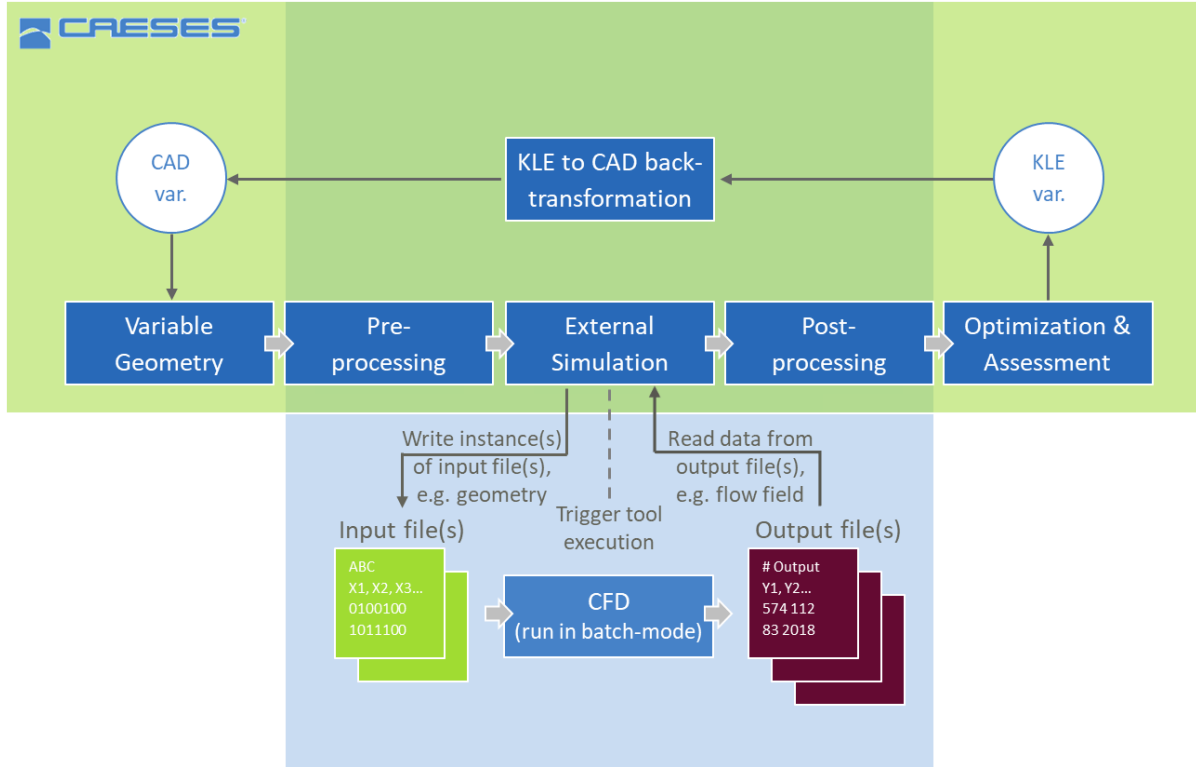 CAESES
CAD
var.
KLE to CAD back-
transformation
KLE
var.
Variable
Geometry
Pre-
processing
External
Simulation
Post-
processing
Optimization &
Assessment
Write instance(s)
of input file(s),
e.g. geometry
Read data from
output file(s),
e.g. flow field
Trigger tool
execution
Input file(s)
Output file(s)
ABC
X1, X2, X3...
0100100
1011100
CFD
(run in batch-mode)
# Output
Y1, Y2...
574 112
83 2018